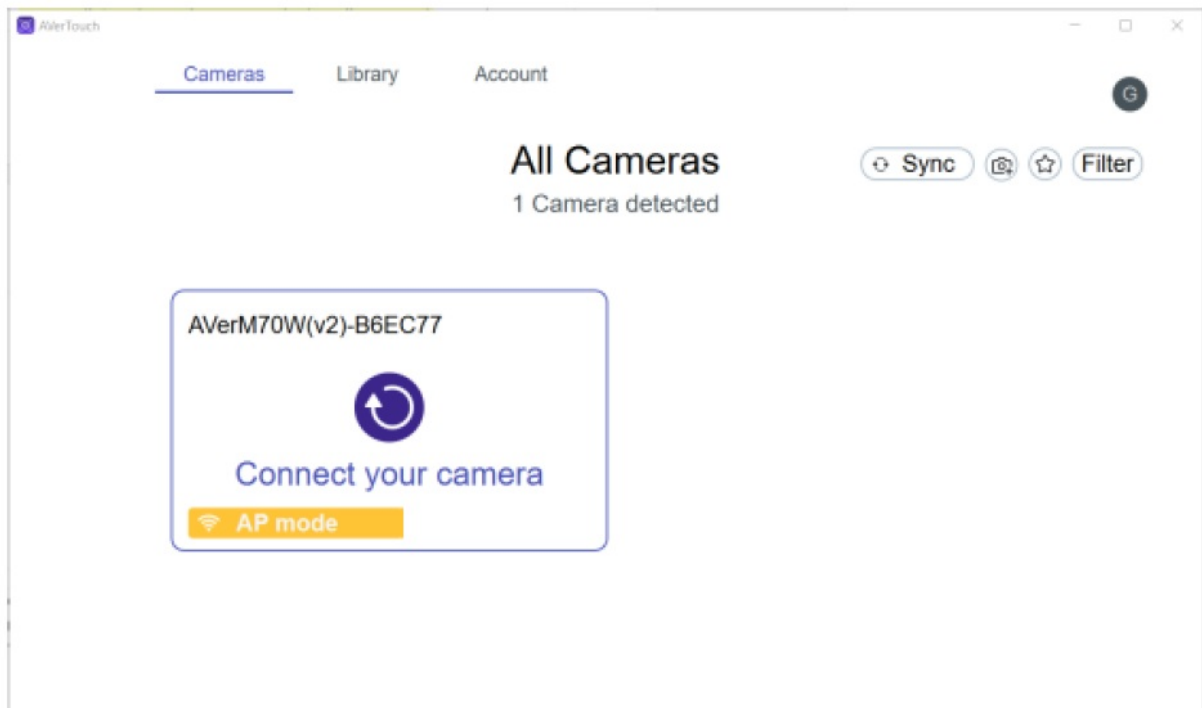 AVerTouch
Cameras Library Account
G
All Cameras
Sync Filter
1 Camera detected
AVerM70W(v2)-B6EC77
Connect your camera
AP mode